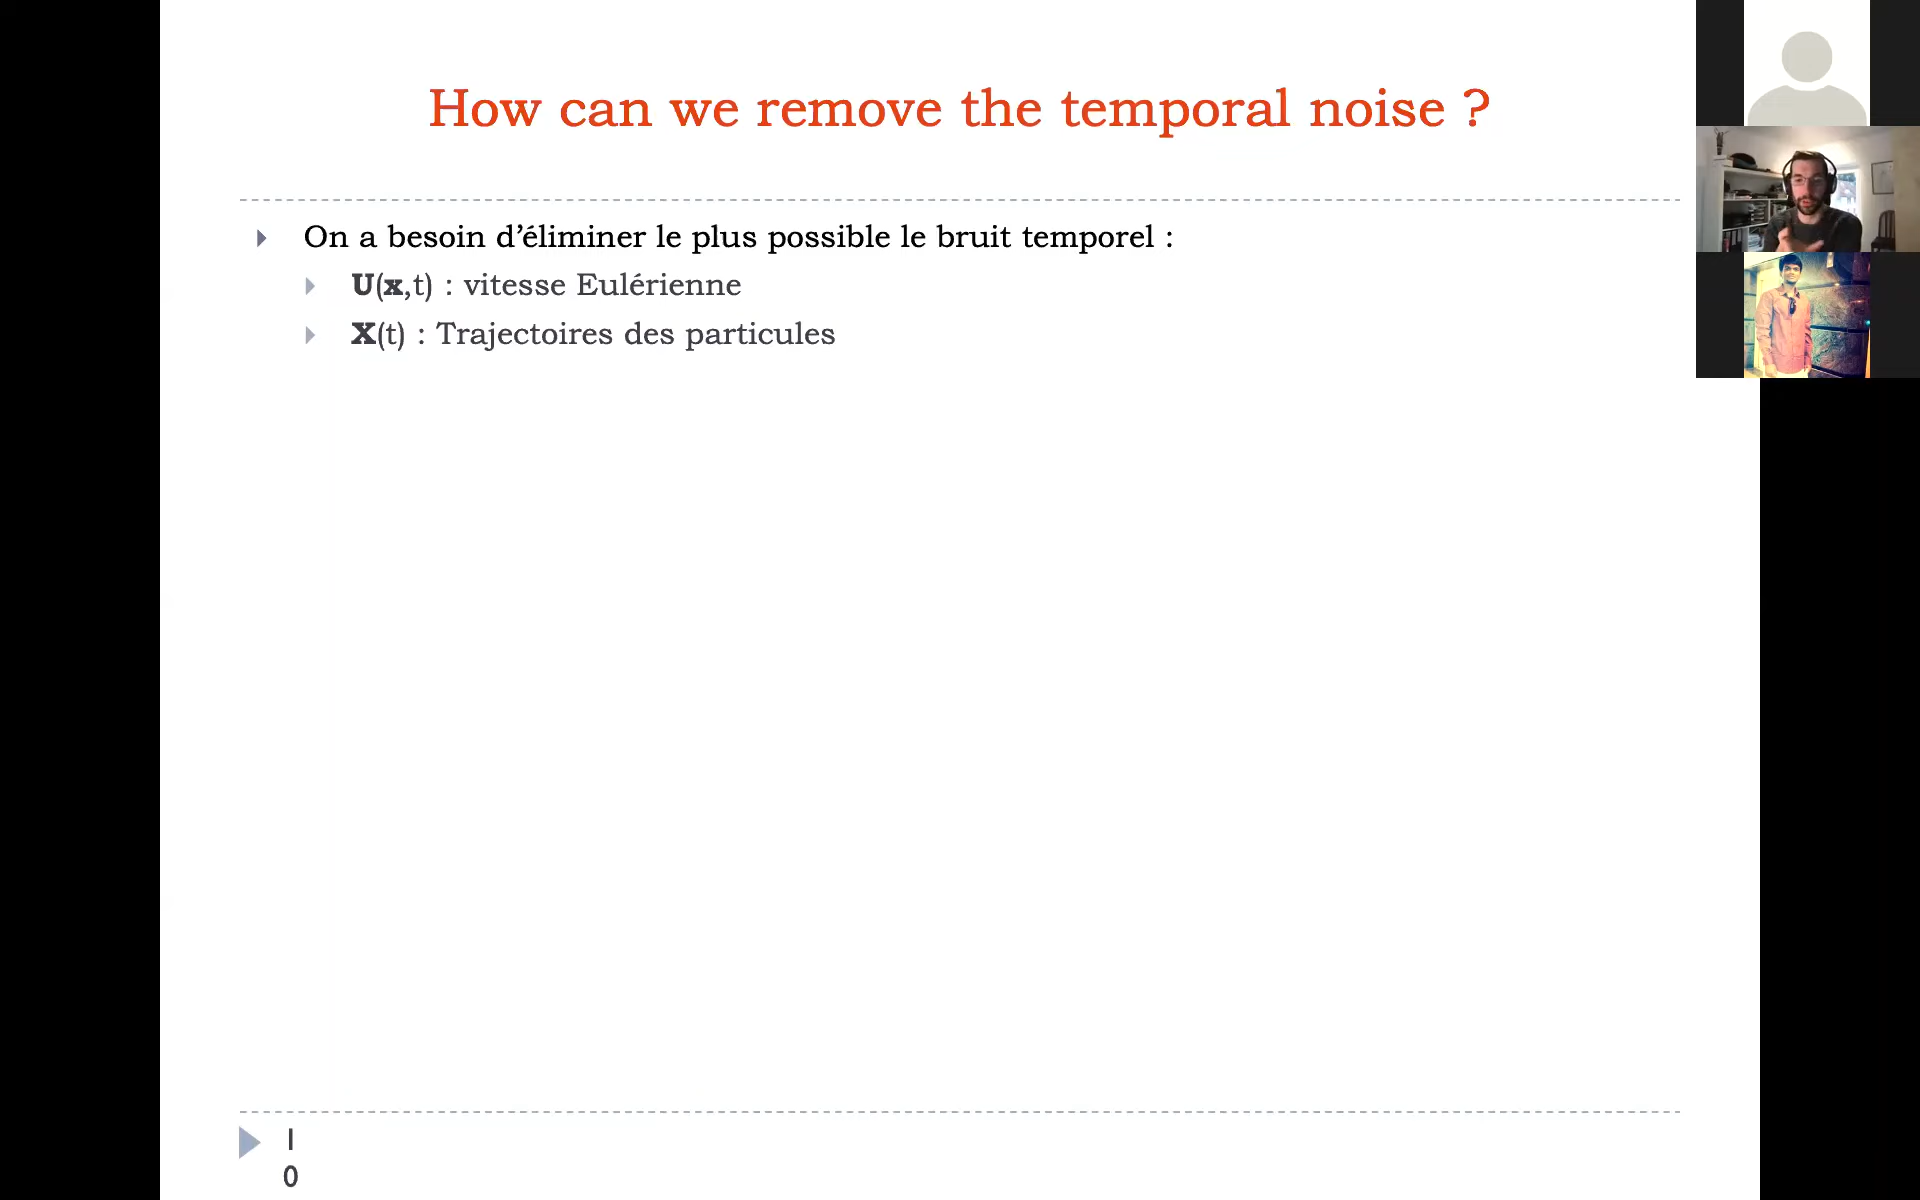 How can we remove the temporal noise ?
On a besoin d’éliminer le plus possible le bruit temporel :
U(x,t) : vitesse Eulérienne
X(t) : Trajectoires des particules
1
0